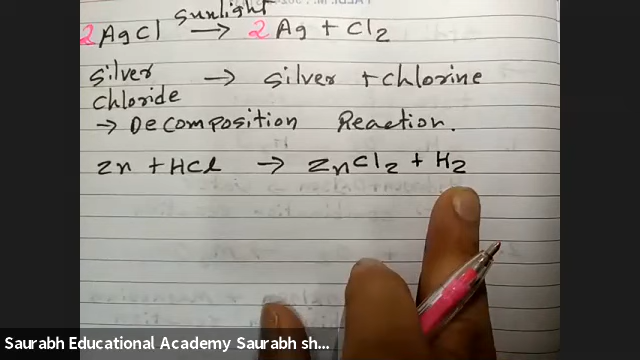 sunlight
2AgCl → 2Ag + Cl2
silver → silver + chlorine
chloride
→ Decomposition Reaction.
Zn + HCl → ZnCl2 + H2
Saurabh Educational Academy Saurabh sh...